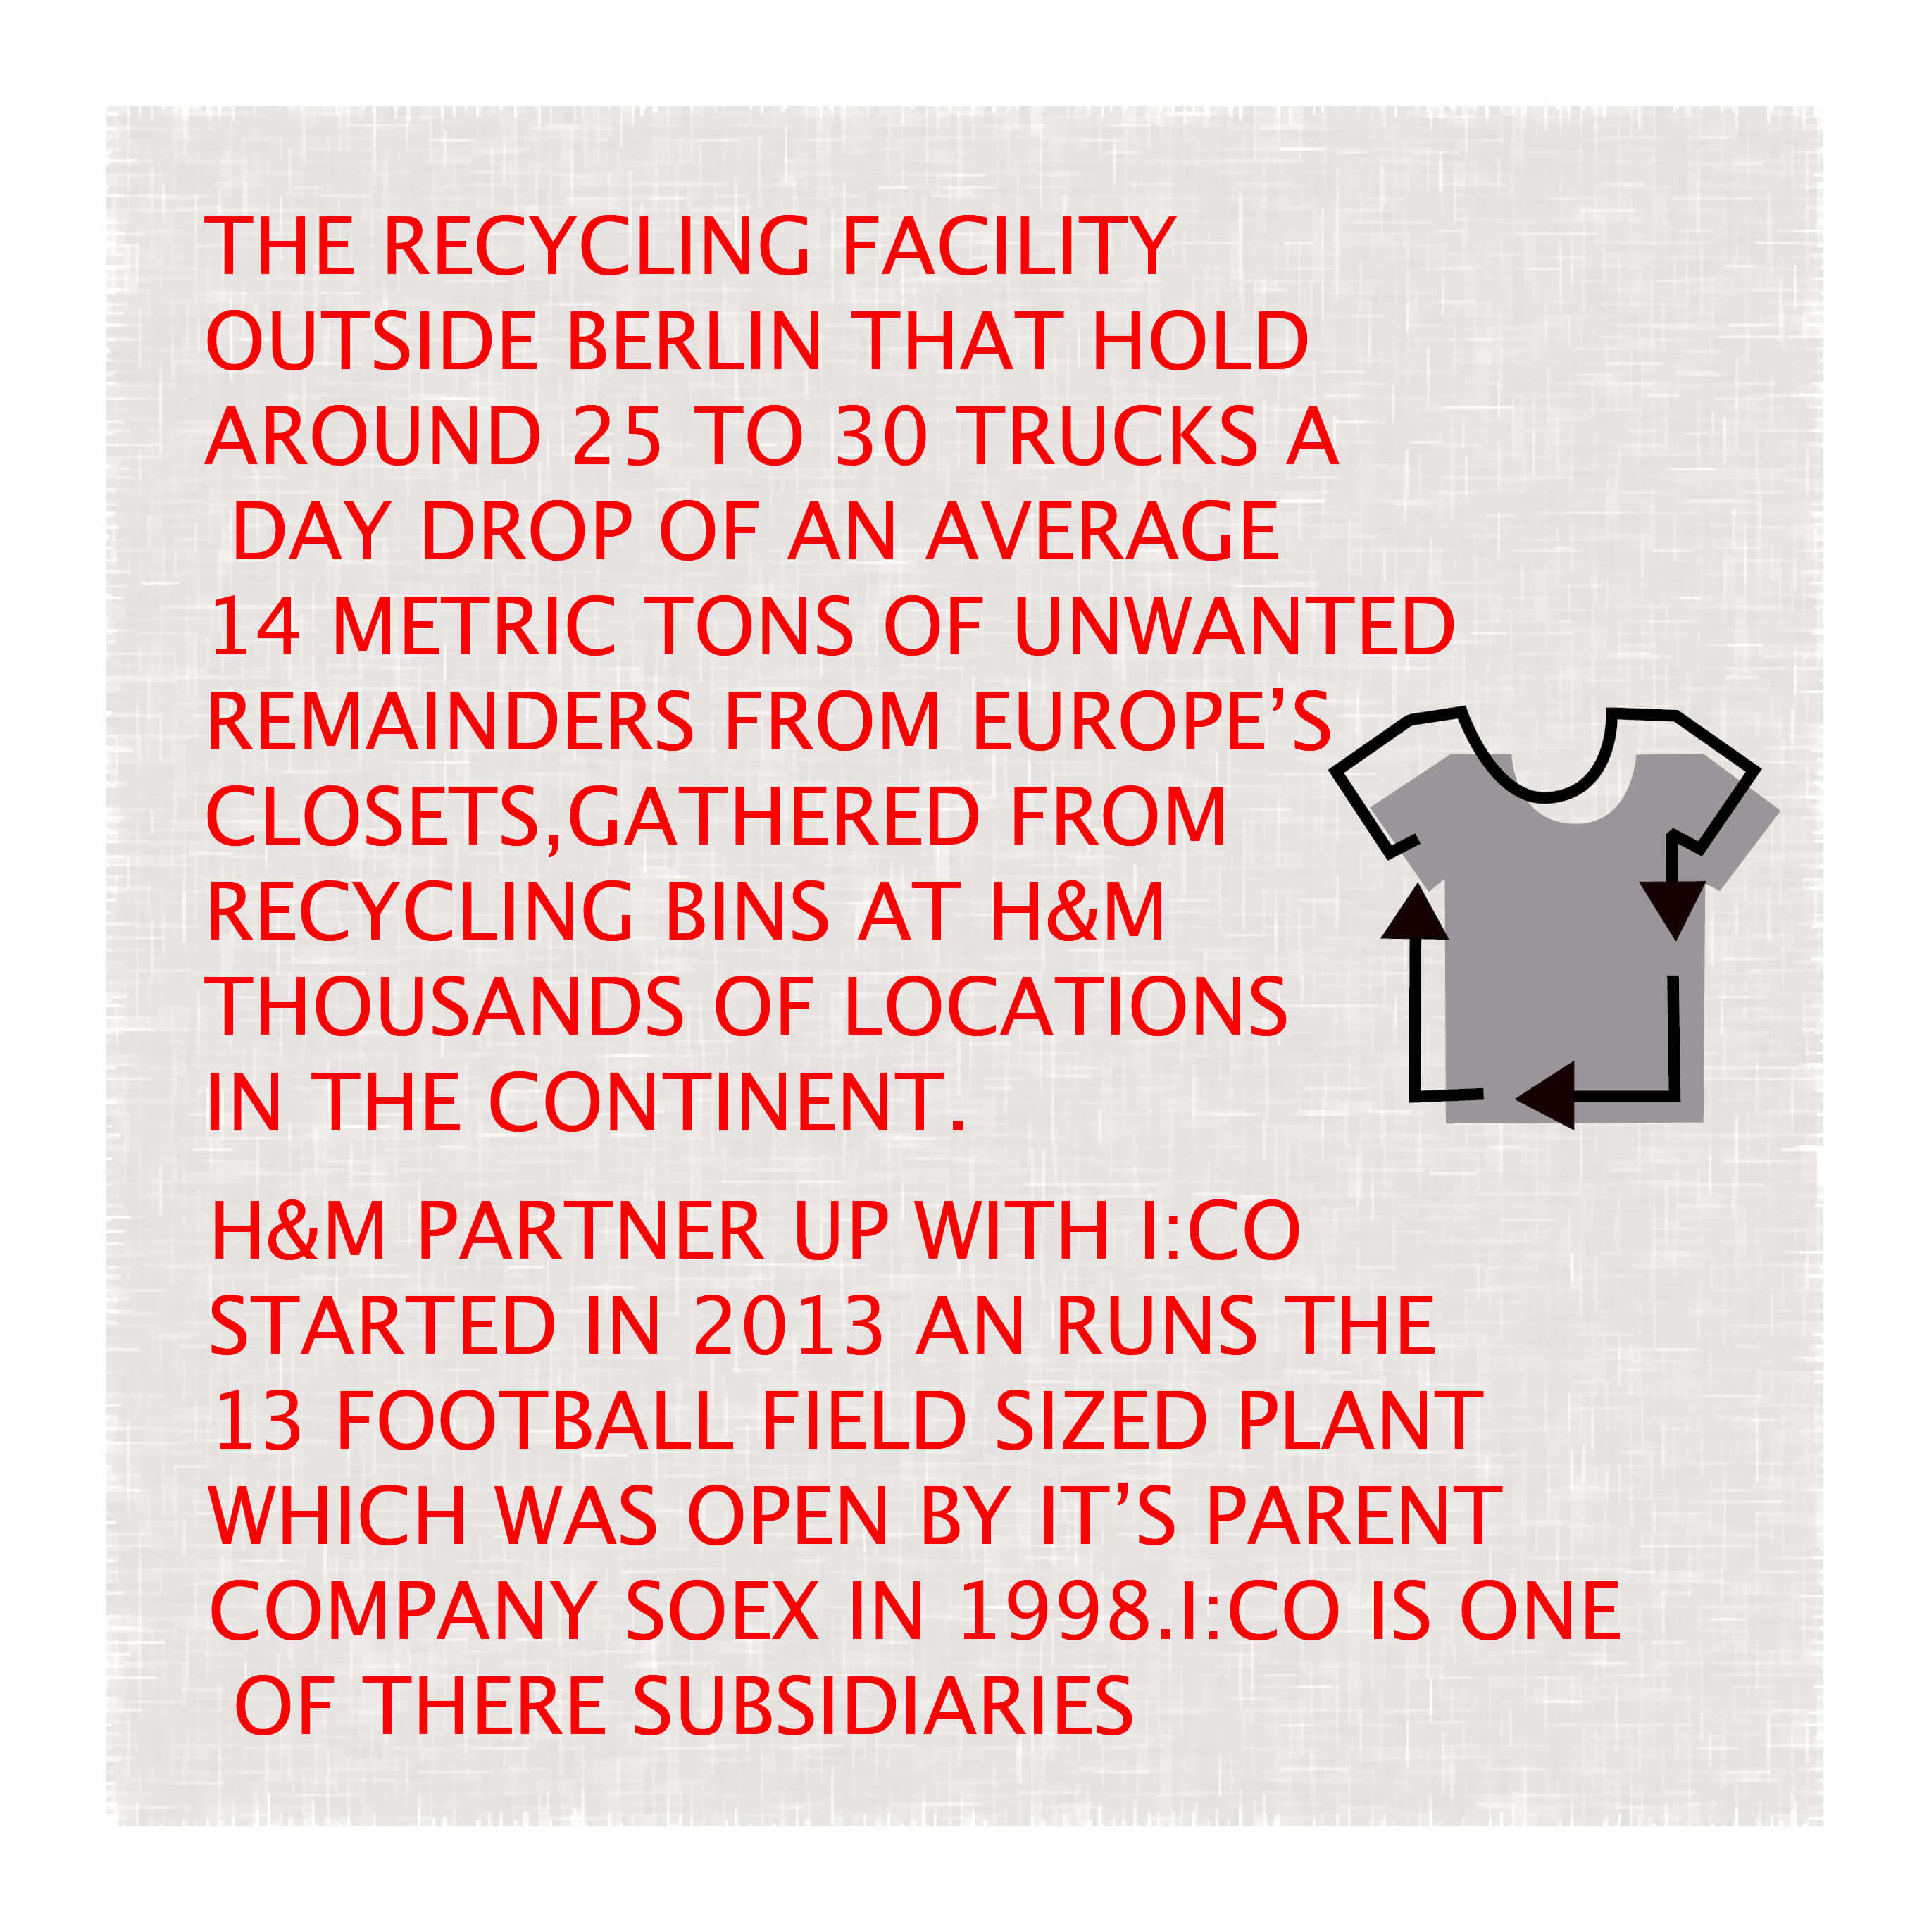 THE RECYCLING FACILITY
OUTSIDE BERLIN THAT HOLD
AROUND 25 TO 30 TRUCKS A
DAY DROP OF AN AVERAGE
14 METRIC TONS OF UNWANTED
REMAINDERS FROM EUROPE’S
CLOSETS,GATHERED FROM
RECYCLING BINS AT H&M
THOUSANDS OF LOCATIONS
IN THE CONTINENT.
H&M PARTNER UP WITH I:CO
STARTED IN 2013 AN RUNS THE
13 FOOTBALL FIELD SIZED PLANT
WHICH WAS OPEN BY IT’S PARENT
COMPANY SOEX IN 1998.I:CO IS ONE
OF THERE SUBSIDIARIES